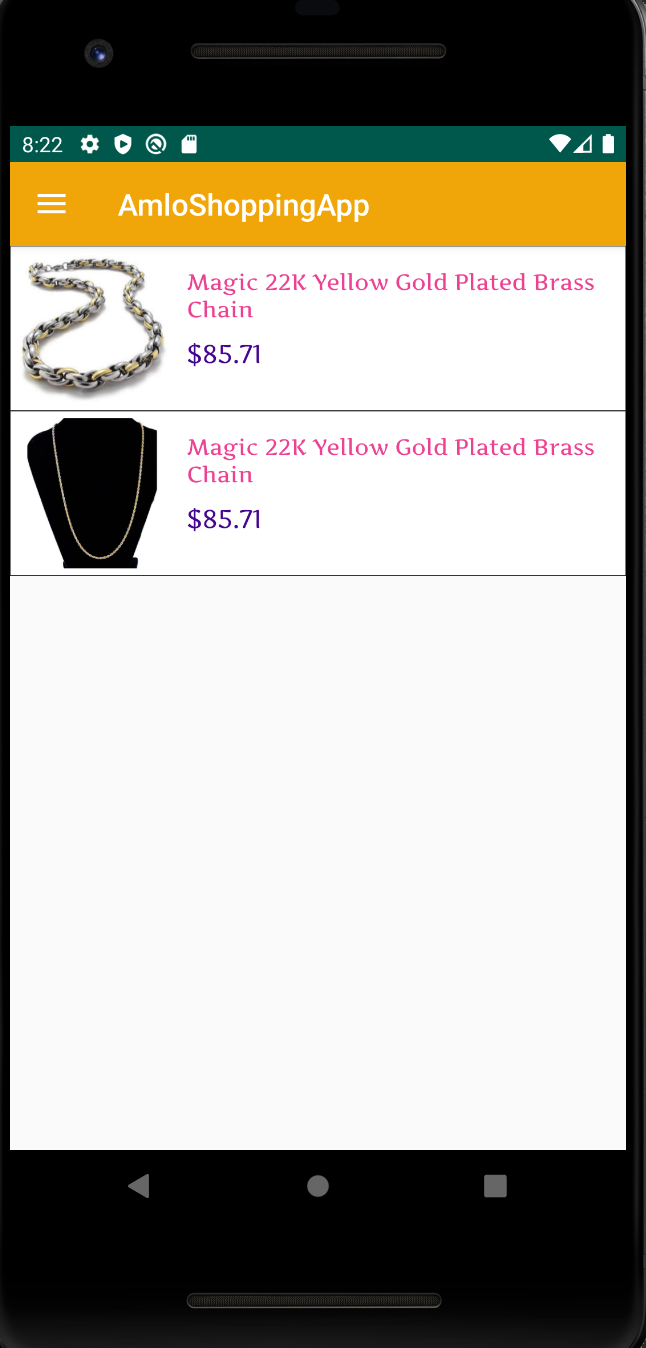 8:22
AmloShoppingApp
Magic 22K Yellow Gold Plated Brass
Chain
$85.71
Magic 22K Yellow Gold Plated Brass
Chain
$85.71